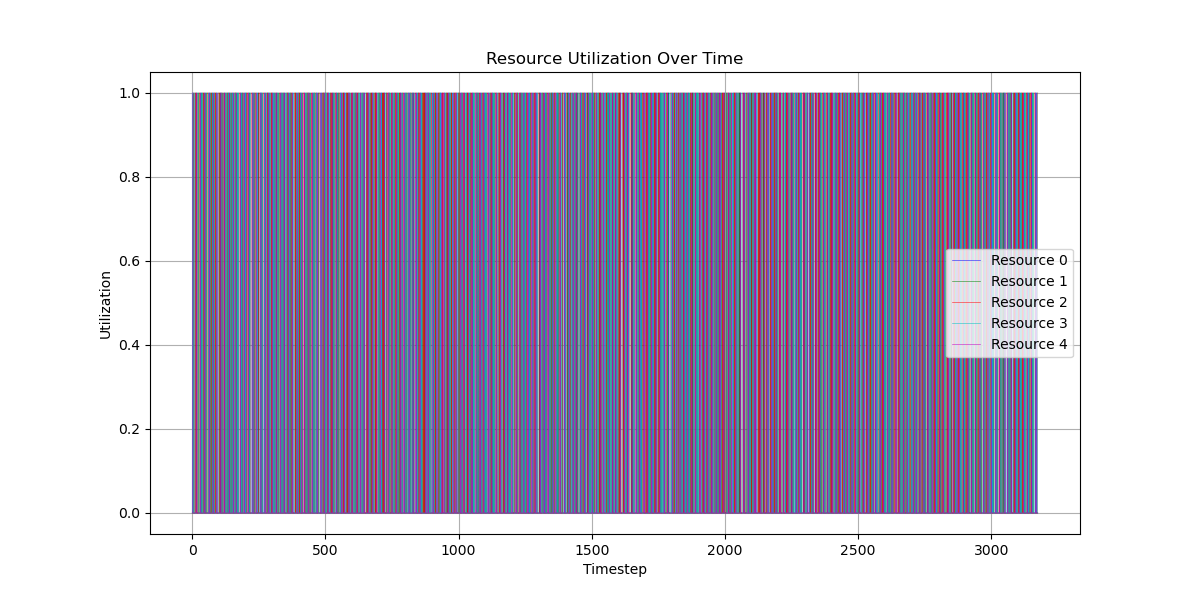 Resource Utilization Over Time
1.0
0.8
0.6
0.4
0.2
0.0
Utilization
Resource 0
Resource 1
Resource 2
Resource 3
Resource 4
0 500 1000 1500 2000 2500 3000
Timestep